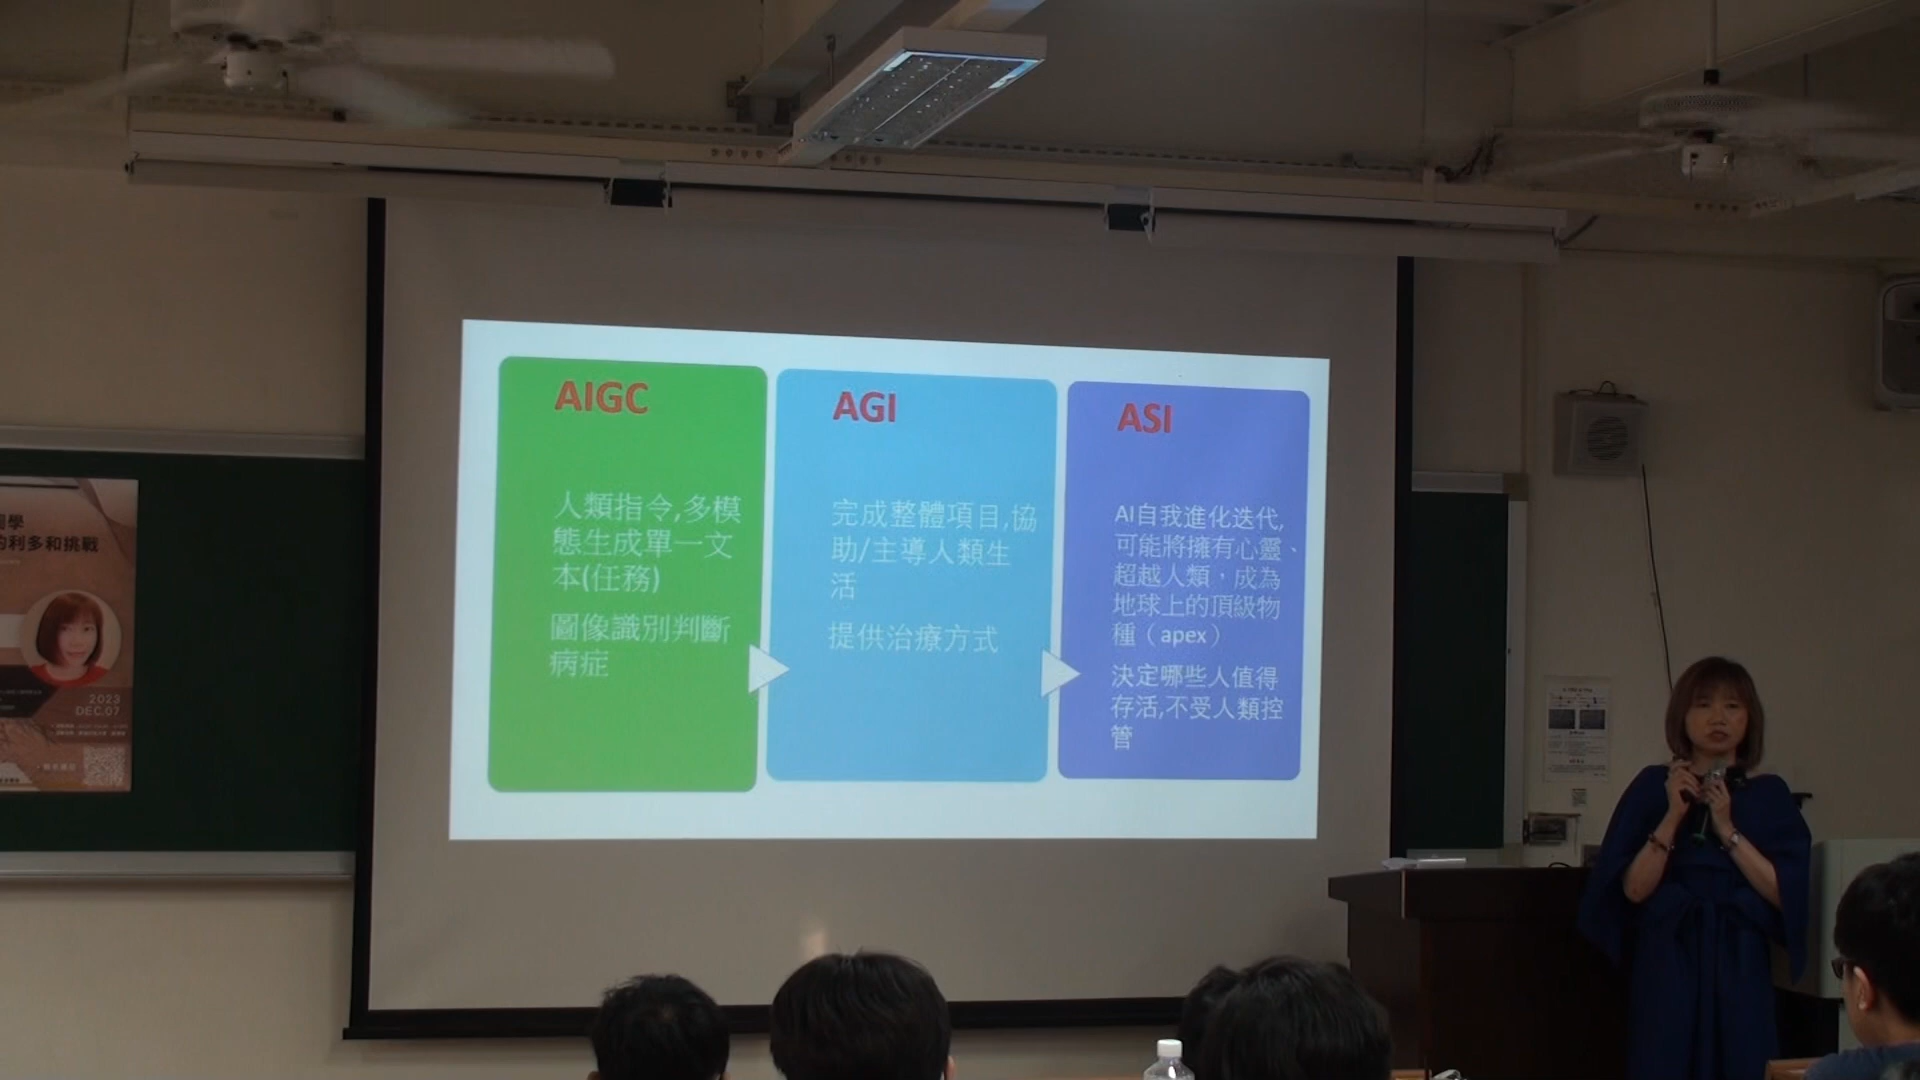 AIGC
人類指令,多模
態生成單一文
本(任務)
圖像識別判斷
病症
AGI
完成整體項目,協
助/主導人類生
活
提供治療方式
ASI
AI自我進化迭代,
可能將擁有心靈、
超越人類，成為
地球上的頂級物
種（apex）
決定哪些人值得
存活,不受人類控
管
學
的利多和挑戰
2023
DEC.07